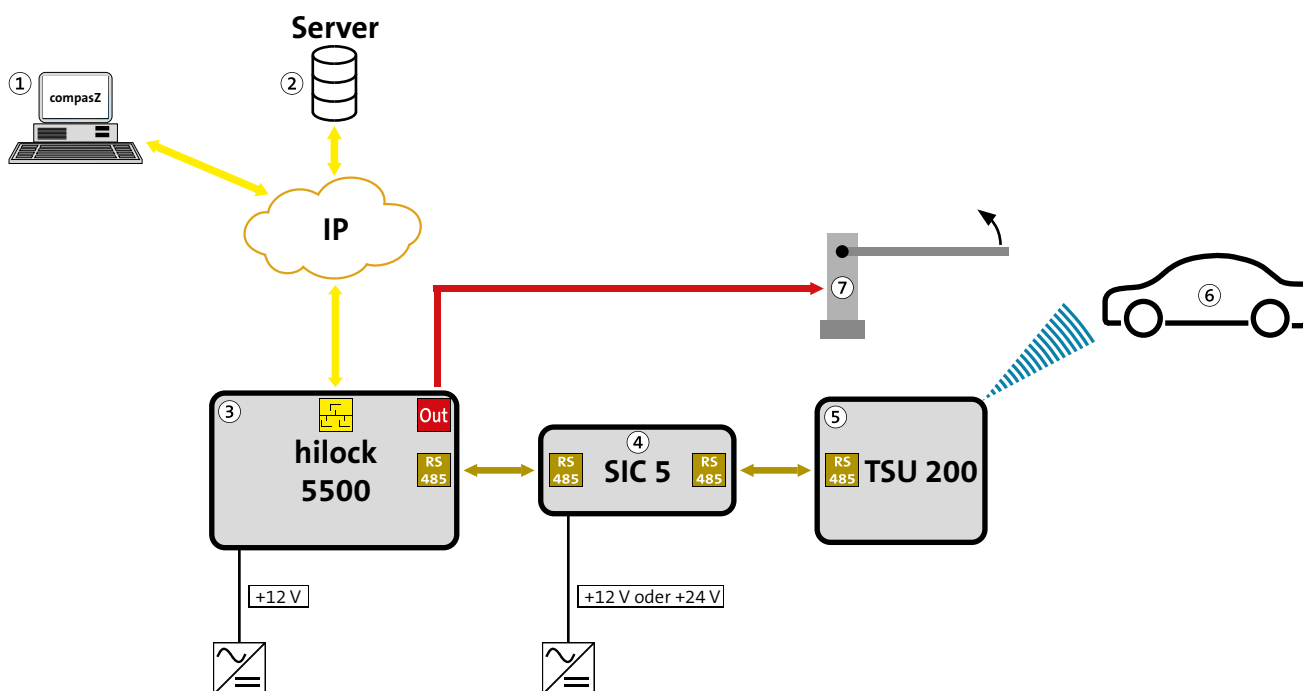 Server
①
compasZ
②
IP
⑦
⑥
③
Out
hilock
5500
RS
485
④
RS
485
SIC 5
RS
485
⑤
RS
485
TSU 200
+12 V
+12 V oder +24 V